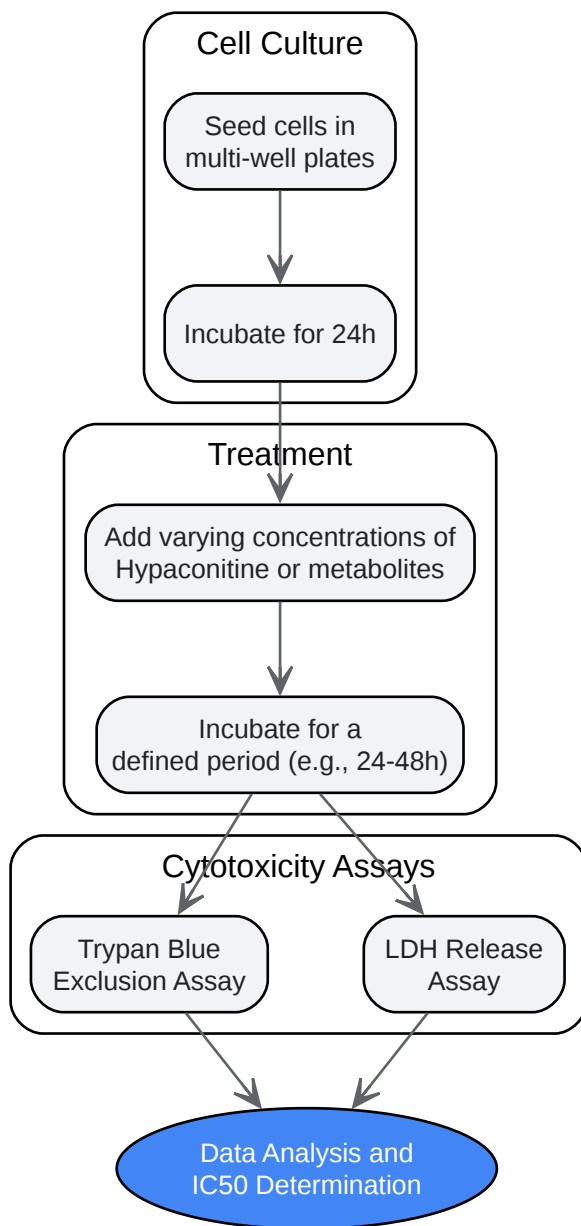 Cell Culture
Seed cells in
multi-well plates
Incubate for 24h
Treatment
Add varying concentrations of
Hypaconitine or metabolites
Incubate for a
defined period (e.g., 24-48h)
Cytotoxicity Assays
Trypan Blue
Exclusion Assay
LDH Release
Assay
Data Analysis and
IC50 Determination